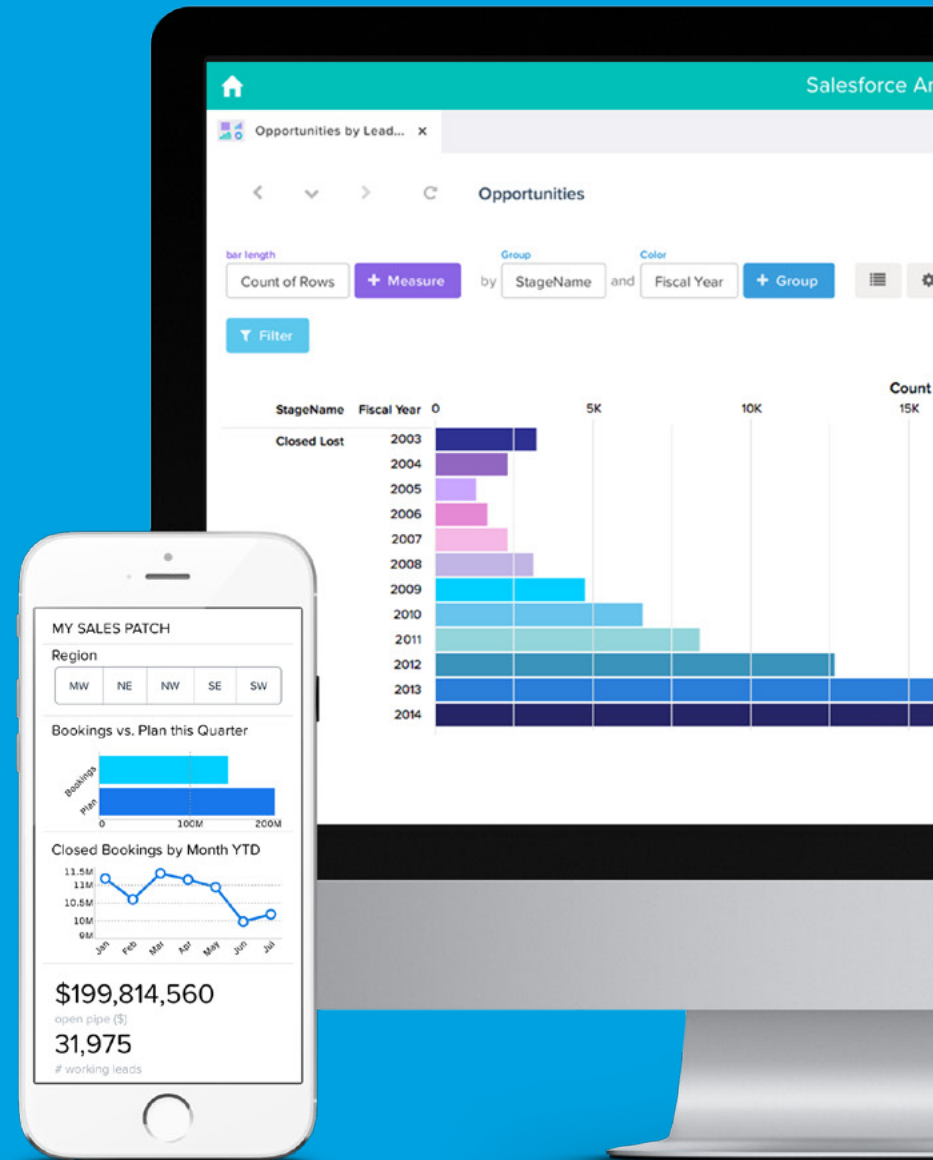 Salesforce Ar
Opportunities by Lead... x
Opportunities
bar length
Group
Color
Count of Rows + Measure by StageName and Fiscal Year + Group
Filter
Count
StageName Fiscal Year 0 5K 10K 15K
Closed Lost 2003
2004
2005
2006
2007
2008
2009
2010
2011
2012
2013
2014
MY SALES PATCH
Region
MW NE NW SE SW
Bookings vs. Plan this Quarter
Bookings
Plan
0 100M 200M
Closed Bookings by Month YTD
11.5M
11M
10.5M
10M
9M
Jan Feb Mar Apr May Jun Jul
$199,814,560
open pipe ($)
31,975
# working leads